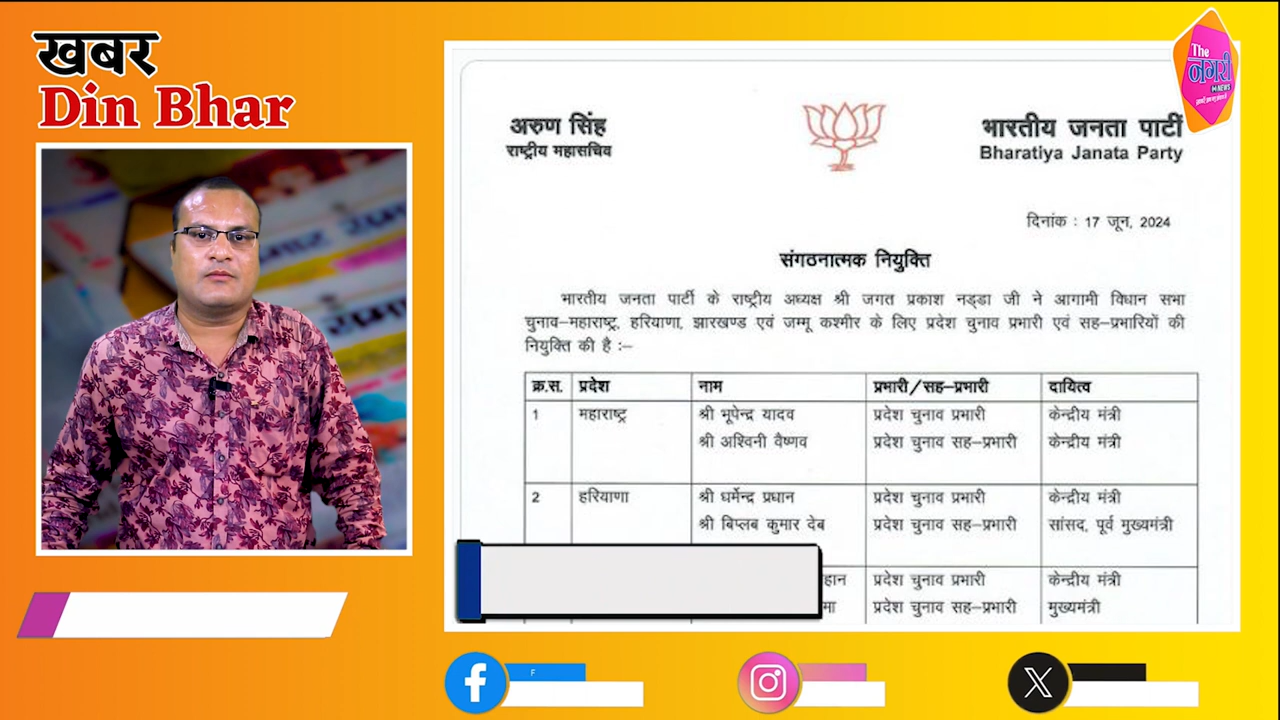 खबर
Din Bhar
The
नगरी
NEWS
अरुण सिंह
राष्ट्रीय महासचिव
भारतीय जनता पार्टी
Bharatiya Janata Party
दिनांक : 17 जून, 2024
संगठनात्मक नियुक्ति
भारतीय जनता पार्टी के राष्ट्रीय अध्यक्ष श्री जगत प्रकाश नड्डा जी ने आगामी विधान सभा
चुनाव–महाराष्ट्र, हरियाणा, झारखण्ड एवं जम्मू कश्मीर के लिए प्रदेश चुनाव प्रभारी एवं सह–प्रभारियों की
नियुक्ति की है :–
क्र.स. प्रदेश नाम प्रभारी/सह–प्रभारी दायित्व
1 महाराष्ट्र श्री भूपेन्द्र यादव प्रदेश चुनाव प्रभारी केन्द्रीय मंत्री
श्री अश्विनी वैष्णव प्रदेश चुनाव सह–प्रभारी केन्द्रीय मंत्री
2 हरियाणा श्री धर्मेन्द्र प्रधान प्रदेश चुनाव प्रभारी केन्द्रीय मंत्री
श्री बिप्लब कुमार देब प्रदेश चुनाव सह–प्रभारी सांसद, पूर्व मुख्यमंत्री
हान प्रदेश चुनाव प्रभारी केन्द्रीय मंत्री
मा प्रदेश चुनाव सह–प्रभारी मुख्यमंत्री
F